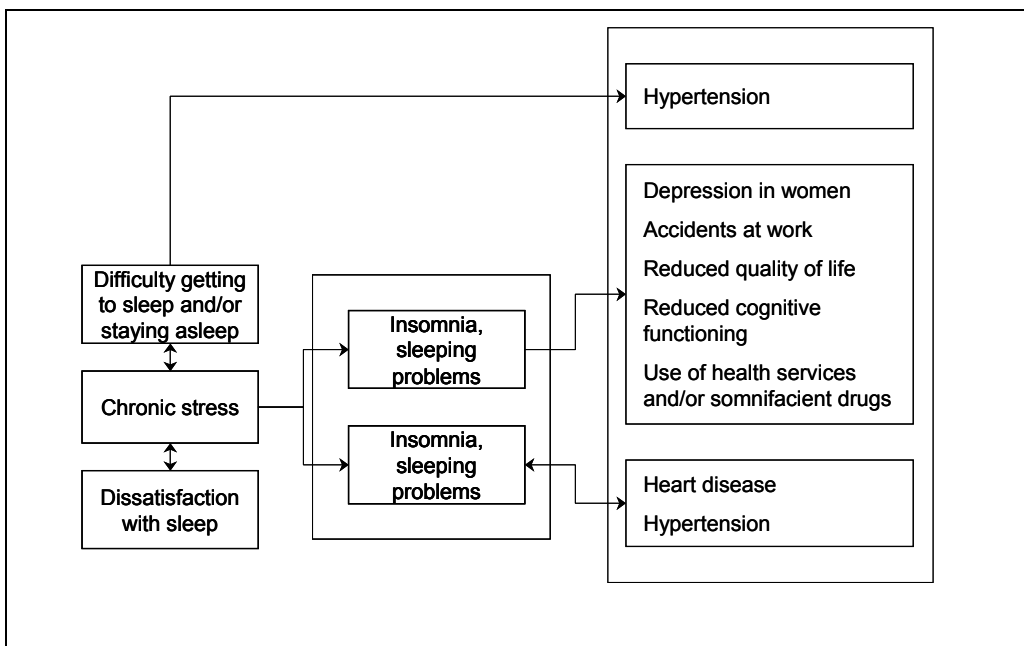 Hypertension
Depression in women
Accidents at work
Reduced quality of life
Reduced cognitive
functioning
Use of health services
and/or somnifacient drugs
Difficulty getting
to sleep and/or
staying asleep
Chronic stress
Dissatisfaction
with sleep
Insomnia,
sleeping
problems
Insomnia,
sleeping
problems
Heart disease
Hypertension